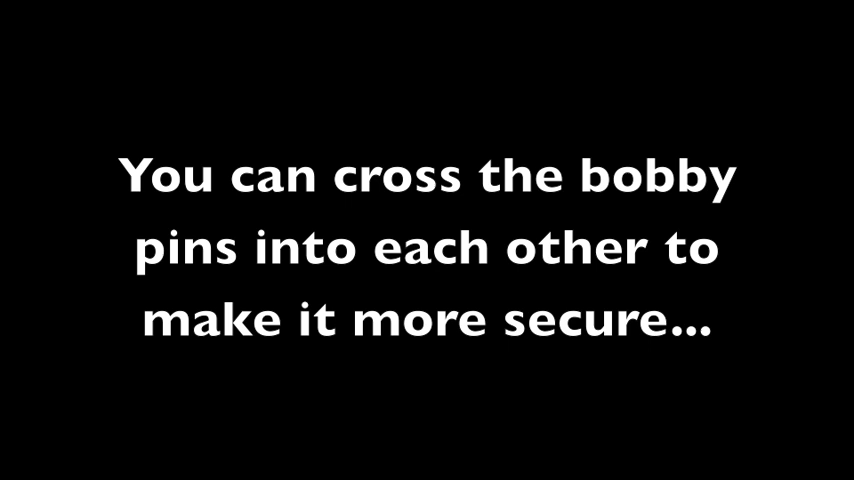 You can cross the bobby
pins into each other to
make it more secure...